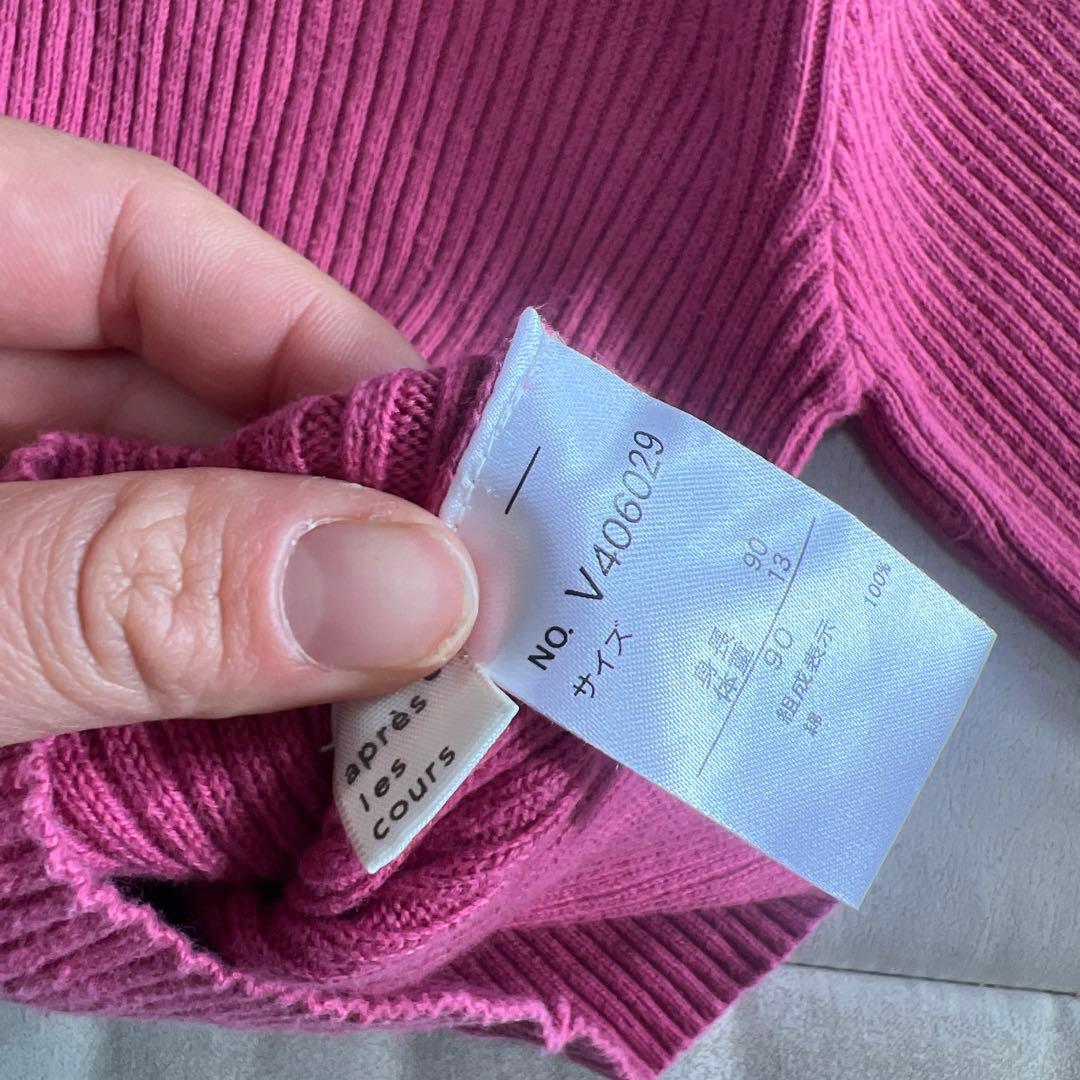 NO. V406029
サイズ
身長 90
体重 13
90
組成表示
綿 100%
après
les
cours